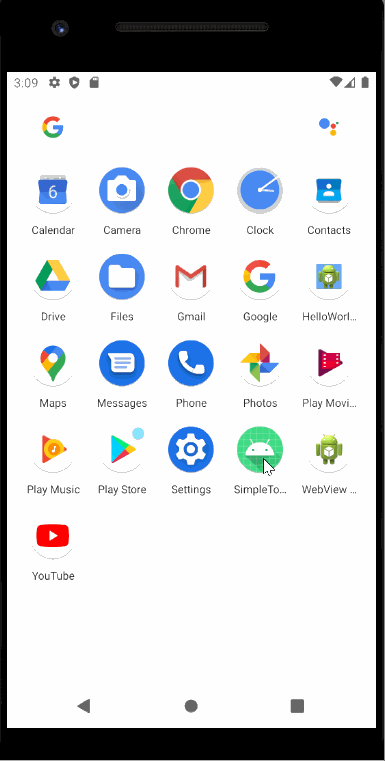 3:09
G
6
Calendar Camera Chrome Clock Contacts
Drive Files Gmail Google HelloWorl...
Maps Messages Phone Photos Play Movi...
Play Music Play Store Settings SimpleTo... WebView ...
YouTube